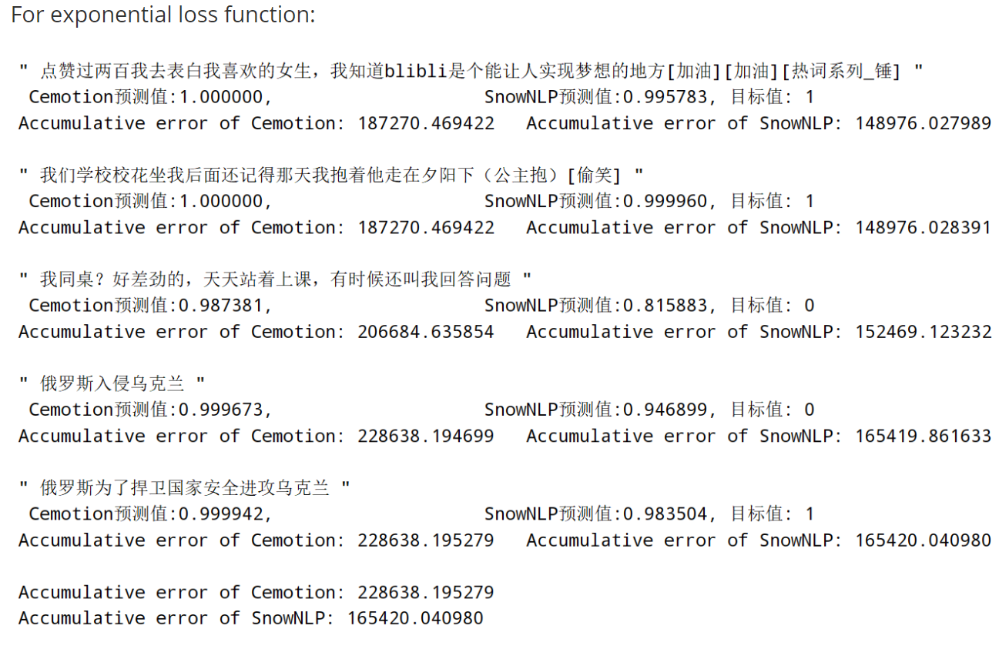 For exponential loss function:
" 点赞过两百我去表白我喜欢的女生，我知道blibli是个能让人实现梦想的地方[加油][加油][热词系列_锤] "
Cemotion预测值:1.000000, SnowNLP预测值:0.995783, 目标值: 1
Accumulative error of Cemotion: 187270.469422 Accumulative error of SnowNLP: 148976.027989
" 我们学校校花坐我后面还记得那天我抱着他走在夕阳下（公主抱）[偷笑] "
Cemotion预测值:1.000000, SnowNLP预测值:0.999960, 目标值: 1
Accumulative error of Cemotion: 187270.469422 Accumulative error of SnowNLP: 148976.028391
" 我同桌？好差劲的，天天站着上课，有时候还叫我回答问题 "
Cemotion预测值:0.987381, SnowNLP预测值:0.815883, 目标值: 0
Accumulative error of Cemotion: 206684.635854 Accumulative error of SnowNLP: 152469.123232
" 俄罗斯入侵乌克兰 "
Cemotion预测值:0.999673, SnowNLP预测值:0.946899, 目标值: 0
Accumulative error of Cemotion: 228638.194699 Accumulative error of SnowNLP: 165419.861633
" 俄罗斯为了捍卫国家安全进攻乌克兰 "
Cemotion预测值:0.999942, SnowNLP预测值:0.983504, 目标值: 1
Accumulative error of Cemotion: 228638.195279 Accumulative error of SnowNLP: 165420.040980
Accumulative error of Cemotion: 228638.195279
Accumulative error of SnowNLP: 165420.040980